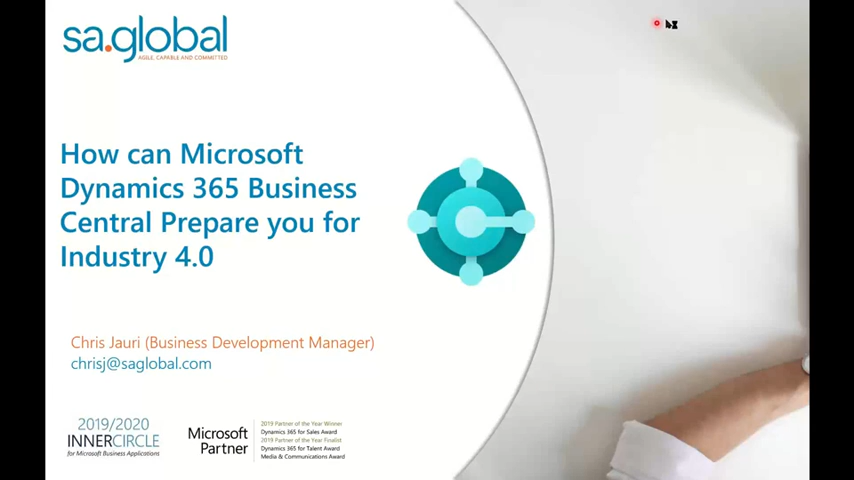 sa.global
AGILE, CAPABLE AND COMMITTED
How can Microsoft
Dynamics 365 Business
Central Prepare you for
Industry 4.0
Chris Jauri (Business Development Manager)
chrisj@saglobal.com
2019/2020
INNERCIRCLE
for Microsoft Business Applications
Microsoft
Partner
2019 Partner of the Year Winner
Dynamics 365 for Sales Award
2019 Partner of the Year Finalist
Dynamics 365 for Talent Award
Media & Communications Award